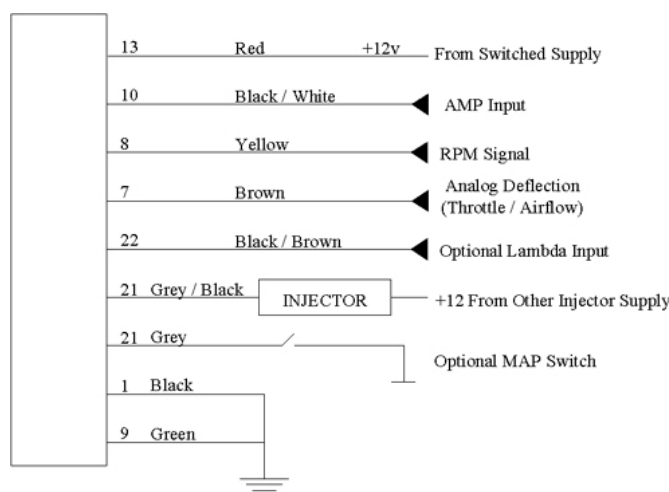 13 Red +12v From Switched Supply
10 Black / White AMP Input
8 Yellow RPM Signal
7 Brown Analog Deflection
(Throttle / Airflow)
22 Black / Brown Optional Lambda Input
21 Grey / Black INJECTOR +12 From Other Injector Supply
21 Grey Optional MAP Switch
1 Black
9 Green